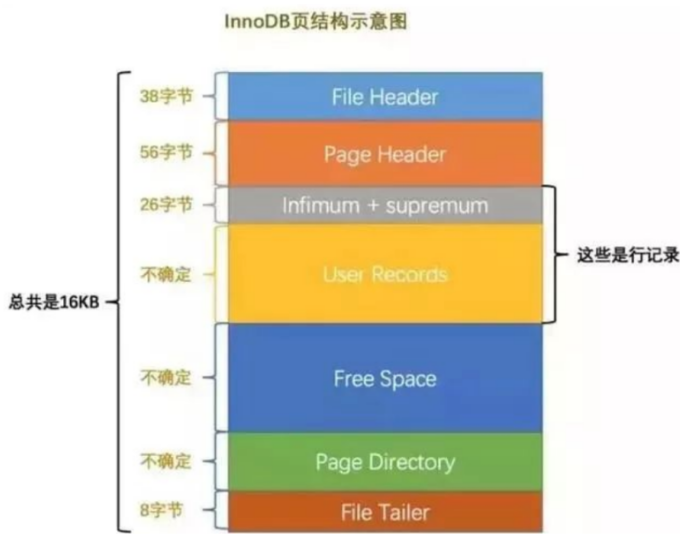 InnoDB页结构示意图
38字节
File Header
56字节
Page Header
26字节
Infimum + supremum
这些是行记录
不确定
User Records
总共是16KB
不确定
Free Space
不确定
Page Directory
8字节
File Tailer